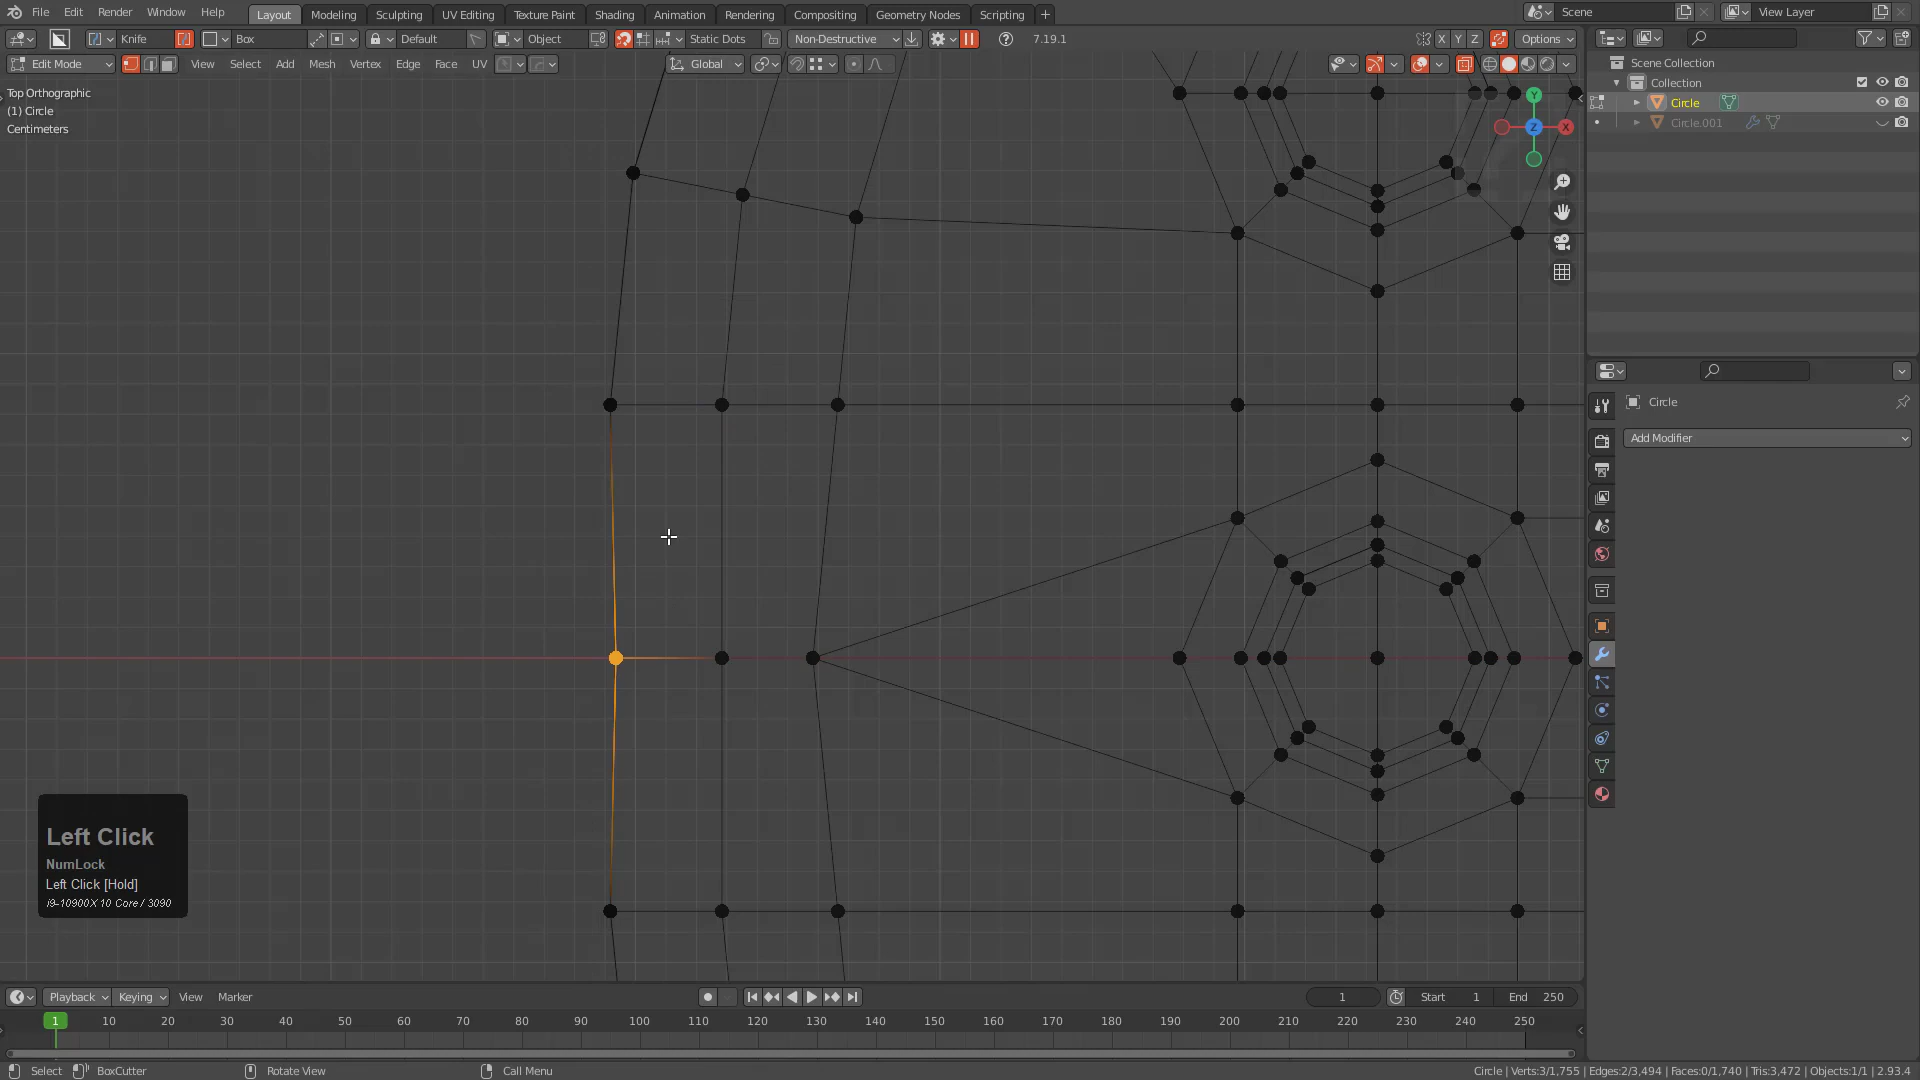 File Edit Render Window Help Layout Modeling Sculpting UV Editing Texture Paint Shading Animation Rendering Compositing Geometry Nodes Scripting + Scene View Layer
Knife Box Default Object Static Dots Non-Destructive 7.19.1 X Y Z Options
Edit Mode View Select Add Mesh Vertex Edge Face UV Global
Top Orthographic
(1) Circle
Centimeters
Scene Collection
Collection
Circle
Circle.001
Y
Z
X
Circle
Add Modifier
Left Click
NumLock
Left Click [Hold]
i9-10900X 10 Core / 3090
Playback Keying View Marker 1 Start 1 End 250
1 10 20 30 40 50 60 70 80 90 100 110 120 130 140 150 160 170 180 190 200 210 220 230 240 250
Select BoxCutter Rotate View Call Menu Circle | Verts:3/1,755 | Edges:2/3,494 | Faces:0/1,740 | Tris:3,472 | Objects:1/1 | 2.93.4